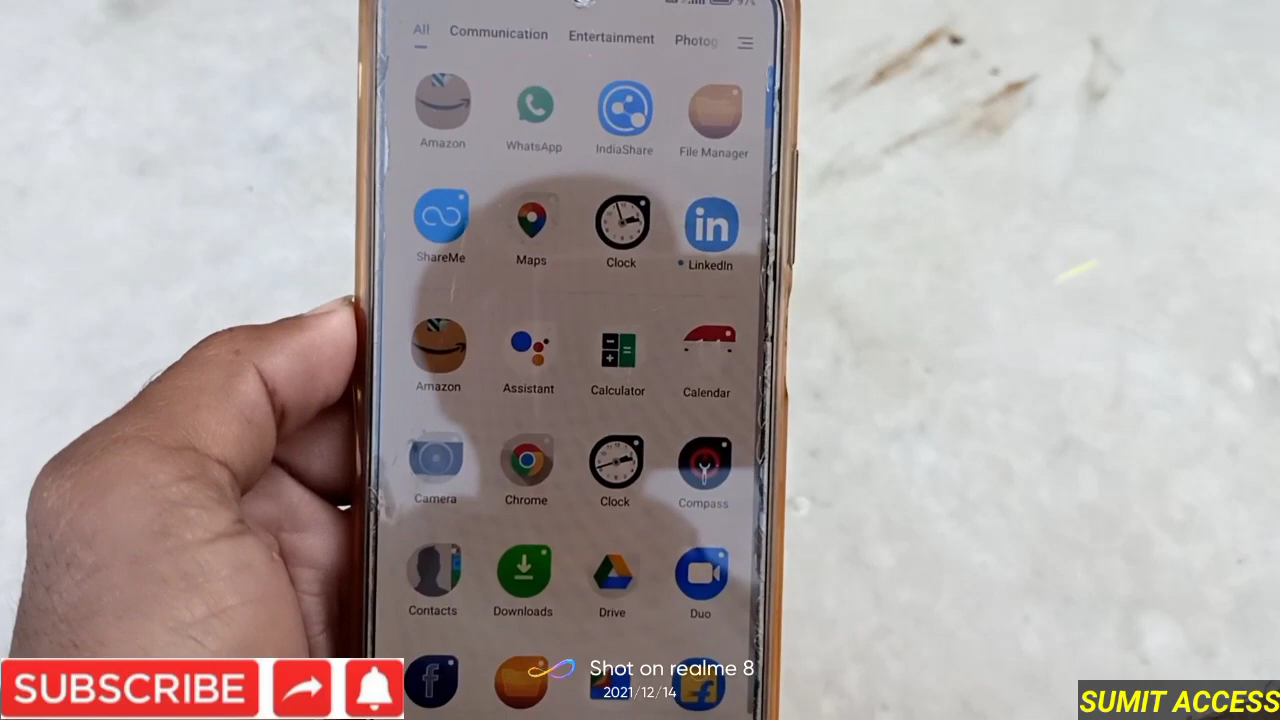 97%
All Communication Entertainment Photog
Amazon WhatsApp IndiaShare File Manager
ShareMe Maps Clock LinkedIn
Amazon Assistant Calculator Calendar
Camera Chrome Clock Compass
Contacts Downloads Drive Duo
Shot on realme 8
2021/12/14
SUBSCRIBE
SUMIT ACCESS